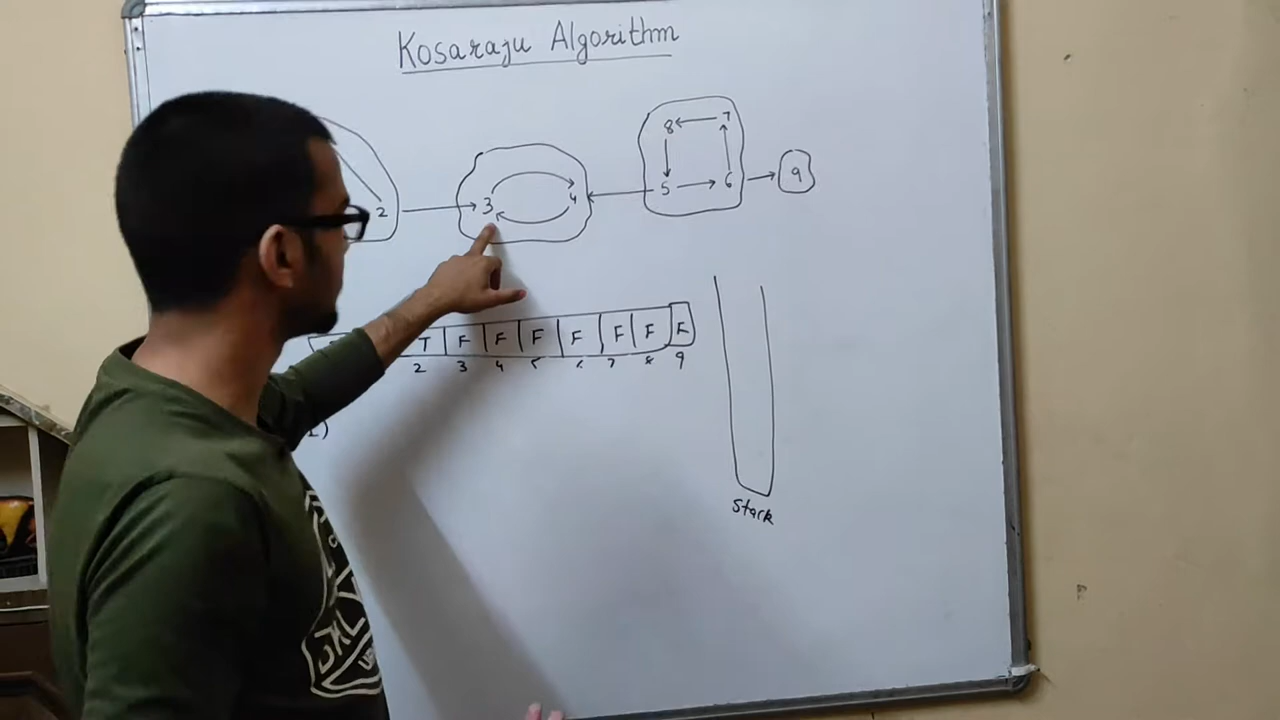 Kosaraju Algorithm
8 7
2 3 4 5 6 9
T F F F F F F F
2 3 4 5 6 7 8 9
Stack